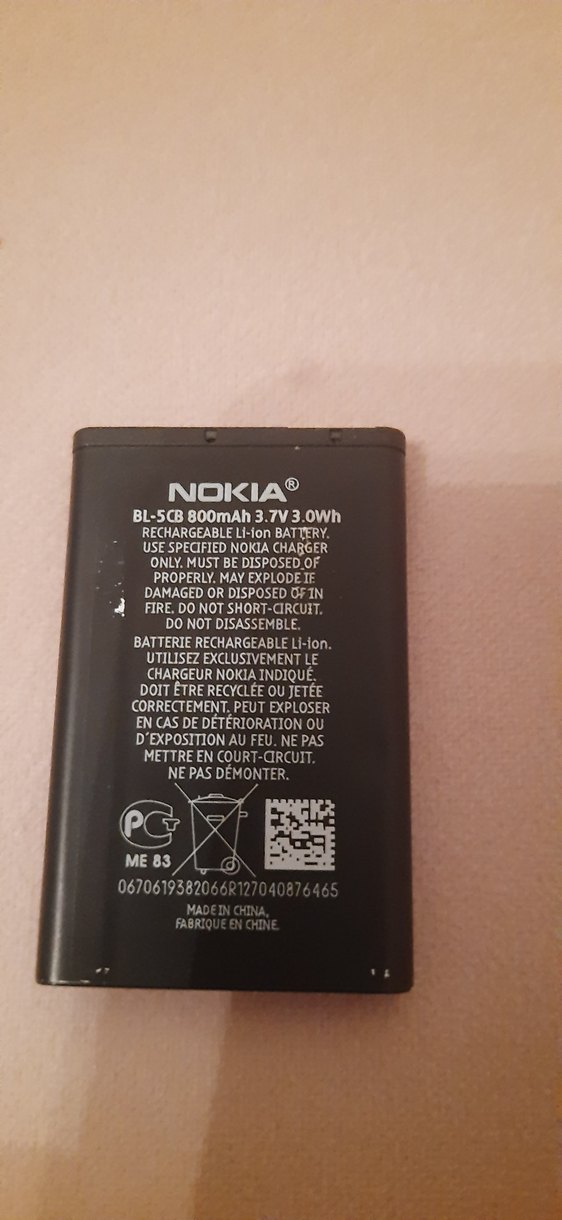 NOKIA®
BL-5CB 800mAh 3.7V 3.0Wh
RECHARGEABLE Li-ion BATTERY.
USE SPECIFIED NOKIA CHARGER
ONLY. MUST BE DISPOSED OF
PROPERLY. MAY EXPLODE IF
DAMAGED OR DISPOSED OF IN
FIRE. DO NOT SHORT-CIRCUIT.
DO NOT DISASSEMBLE.
BATTERIE RECHARGEABLE Li-ion.
UTILISEZ EXCLUSIVEMENT LE
CHARGEUR NOKIA INDIQUÉ.
DOIT ÊTRE RECYCLÉE OU JETÉE
CORRECTEMENT. PEUT EXPLOSER
EN CAS DE DÉTÉRIORATION OU
D'EXPOSITION AU FEU. NE PAS
METTRE EN COURT-CIRCUIT.
NE PAS DÉMONTER.
PCT
ME 83
0670619382066R127040876465
MADE IN CHINA,
FABRIQUE EN CHINE.